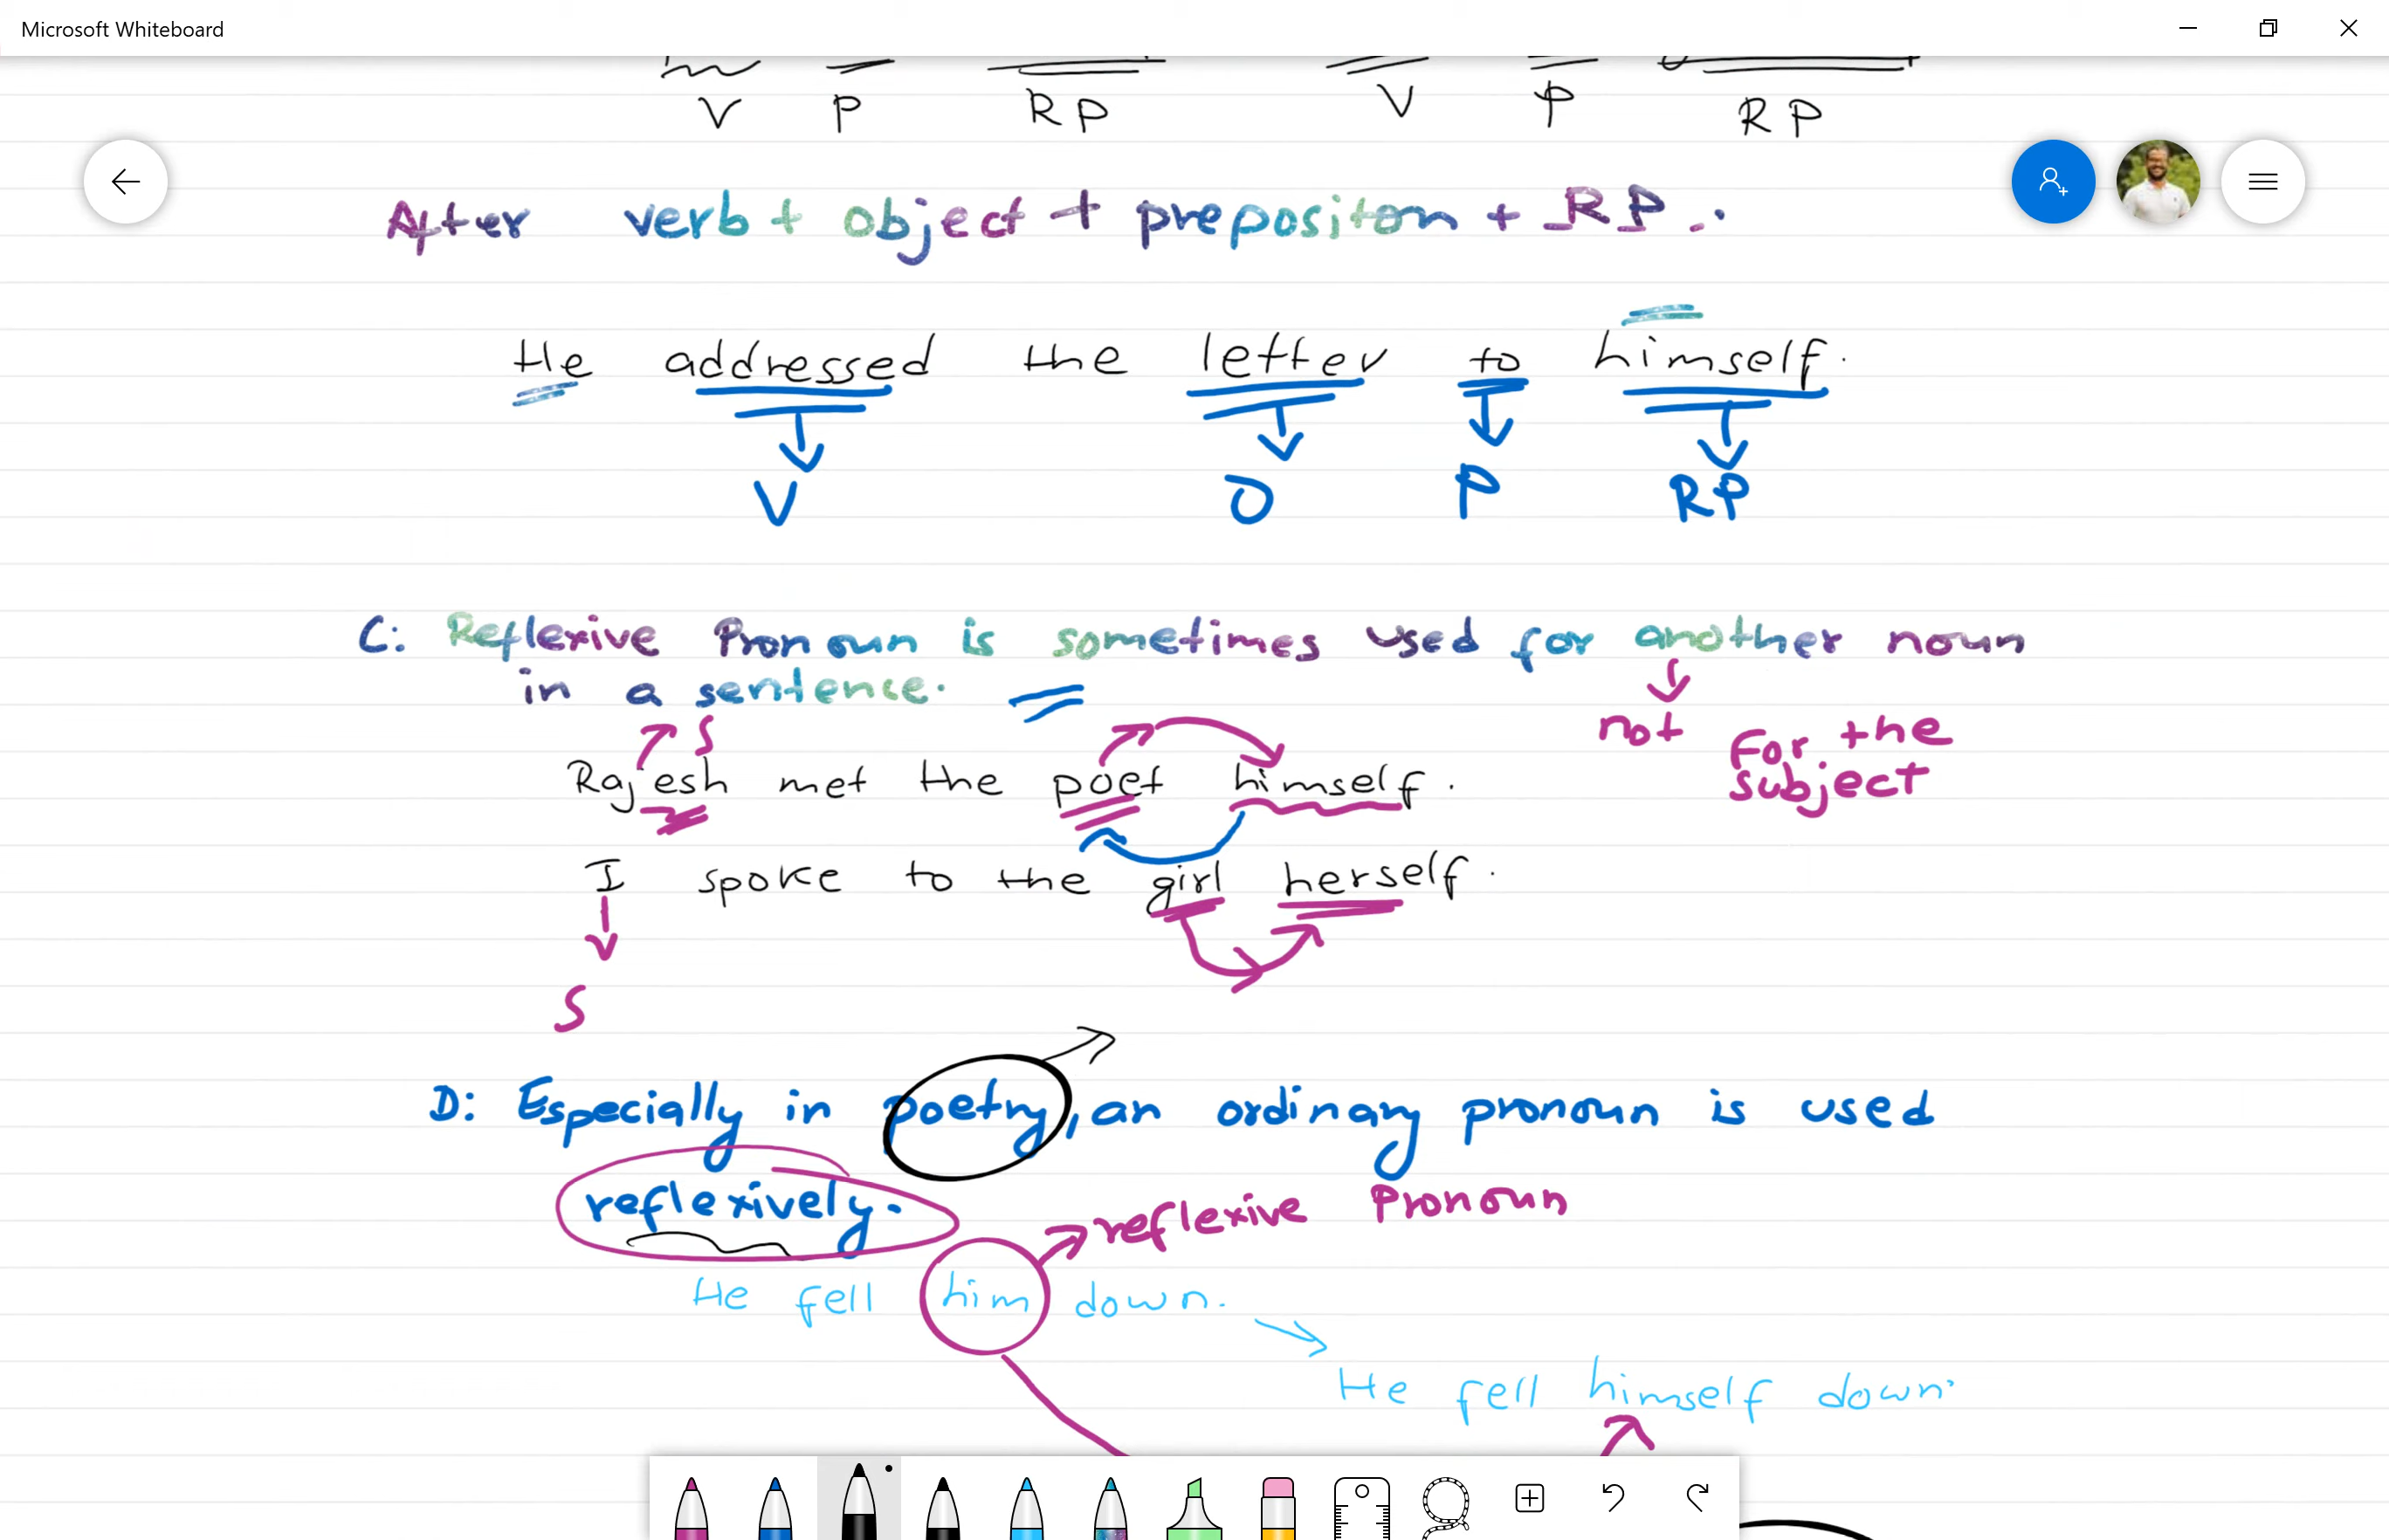 Microsoft Whiteboard
V P RP V P RP
After verb + object + prepositon + RP.
He addressed the letter to himself.
V O P RP
C: Reflexive Pronoun is sometimes used for another noun
in a sentence.
not for the
subject
S
Rajesh met the poet himself.
I spoke to the girl herself.
S
D: Especially in poetry, an ordinary pronoun is used
reflexively.
reflexive Pronoun
He fell him down.
He fell himself down.